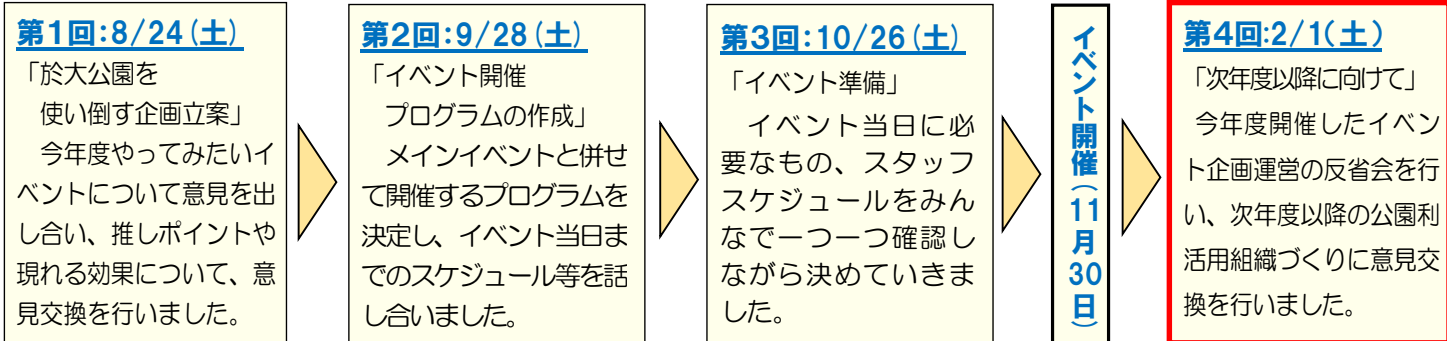 第1回:8/24(土)
「於大公園を
使い倒す企画立案」
今年度やってみたいイ
ベントについて意見を出
し合い、推しポイントや
現れる効果について、意
見交換を行いました。
第2回:9/28(土)
「イベント開催
プログラムの作成」
メインイベントと併せ
て開催するプログラムを
決定し、イベント当日ま
でのスケジュール等を話
し合いました。
第3回:10/26(土)
「イベント準備」
イベント当日に必
要なもの、スタッフ
スケジュールをみん
なで一つ一つ確認し
ながら決めていきま
した。
イベント開催(11月30日)
第4回:2/1(土)
「次年度以降に向けて」
今年度開催したイベン
ト企画運営の反省会を行
い、次年度以降の公園利
活用組織づくりに意見交
換を行いました。